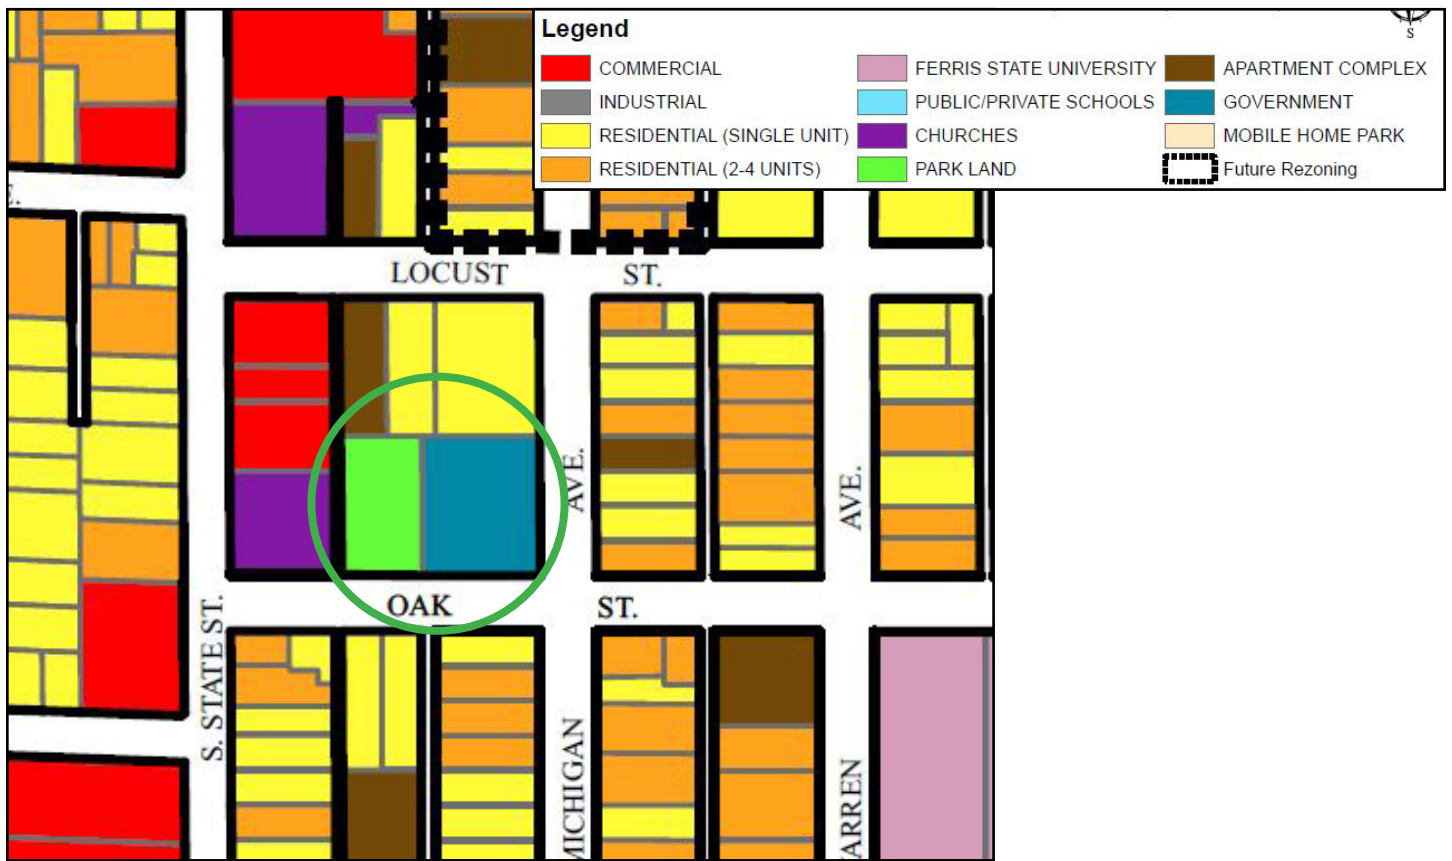 Legend
S
COMMERCIAL
INDUSTRIAL
RESIDENTIAL (SINGLE UNIT)
RESIDENTIAL (2-4 UNITS)
FERRIS STATE UNIVERSITY
PUBLIC/PRIVATE SCHOOLS
CHURCHES
PARK LAND
APARTMENT COMPLEX
GOVERNMENT
MOBILE HOME PARK
Future Rezoning
E.
LOCUST ST.
AVE.
AVE.
OAK ST.
S. STATE ST.
MICHIGAN
ARREN